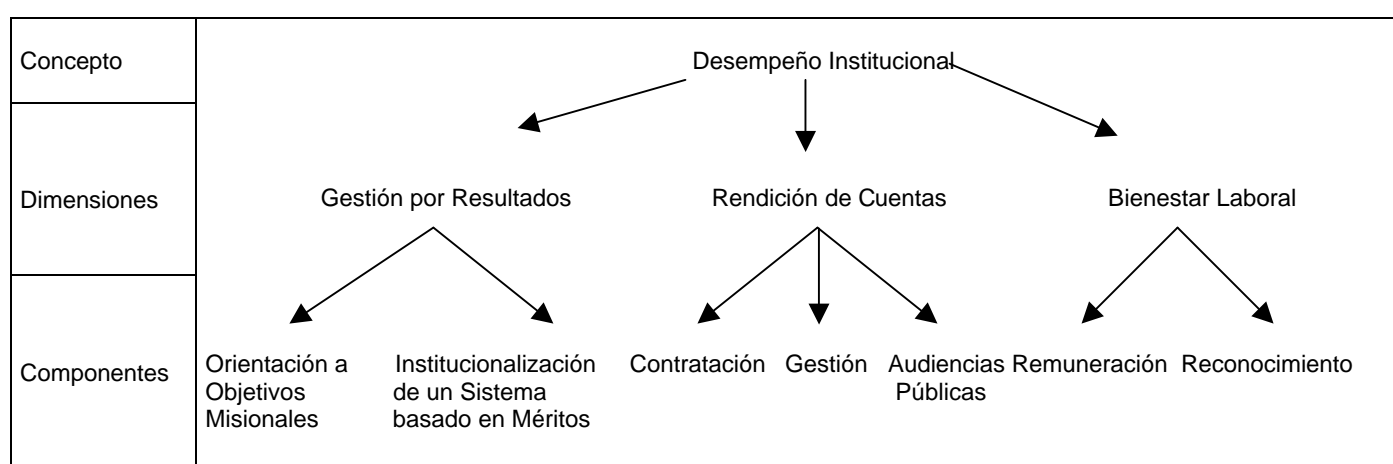 Concepto
Desempeño Institucional
Dimensiones
Gestión por Resultados
Rendición de Cuentas
Bienestar Laboral
Componentes
Orientación a
Objetivos
Misionales
Institucionalización
de un Sistema
basado en Méritos
Contratación
Gestión
Audiencias
Públicas
Remuneración
Reconocimiento